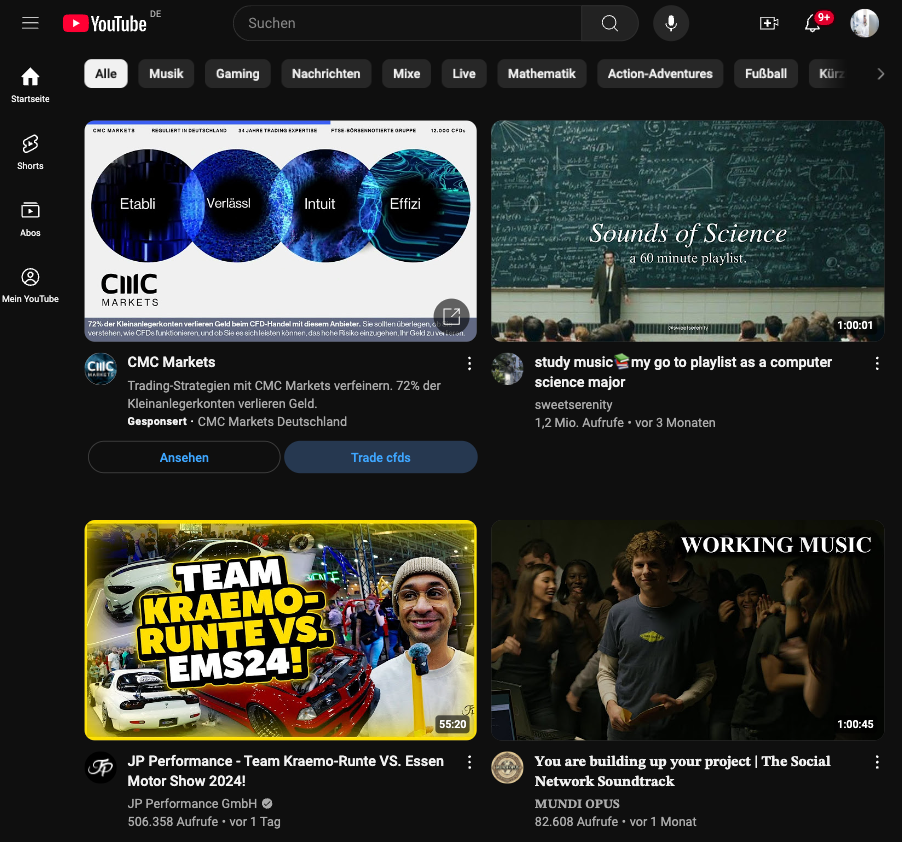 YouTube DE
Suchen
9+
Startseite
Shorts
Abos
Mein YouTube
Alle
Musik
Gaming
Nachrichten
Mixe
Live
Mathematik
Action-Adventures
Fußball
Kürz
CMC MARKETS REGULIERT IN DEUTSCHLAND 34 JAHRE TRADING EXPERTISE FTSE-BÖRSENNOTIERTE GRUPPE 12.000 CFDs
Etabli
Verlässl
Intuit
Effizi
CMC
MARKETS
72% der Kleinanlegerkonten verlieren Geld beim CFD-Handel mit diesem Anbieter. Sie sollten überlegen,
verstehen, wie CFDs funktionieren, und ob Sie es sich leisten können, das hohe Risiko einzugehen, Ihr Geld zu verlieren.
CMC
MARKETS
CMC Markets
Trading-Strategien mit CMC Markets verfeinern. 72% der
Kleinanlegerkonten verlieren Geld.
Gesponsert · CMC Markets Deutschland
Ansehen
Trade cfds
Sounds of Science
a 60 minute playlist.
@sweetserenity
1:00:01
study music📚my go to playlist as a computer
science major
sweetserenity
1,2 Mio. Aufrufe • vor 3 Monaten
TEAM
KRAEMO-
RUNTE VS.
EMS24!
55:20
JP Performance - Team Kraemo-Runte VS. Essen
Motor Show 2024!
JP Performance GmbH
506.358 Aufrufe • vor 1 Tag
WORKING MUSIC
1:00:45
You are building up your project | The Social
Network Soundtrack
MUNDI OPUS
82.608 Aufrufe • vor 1 Monat